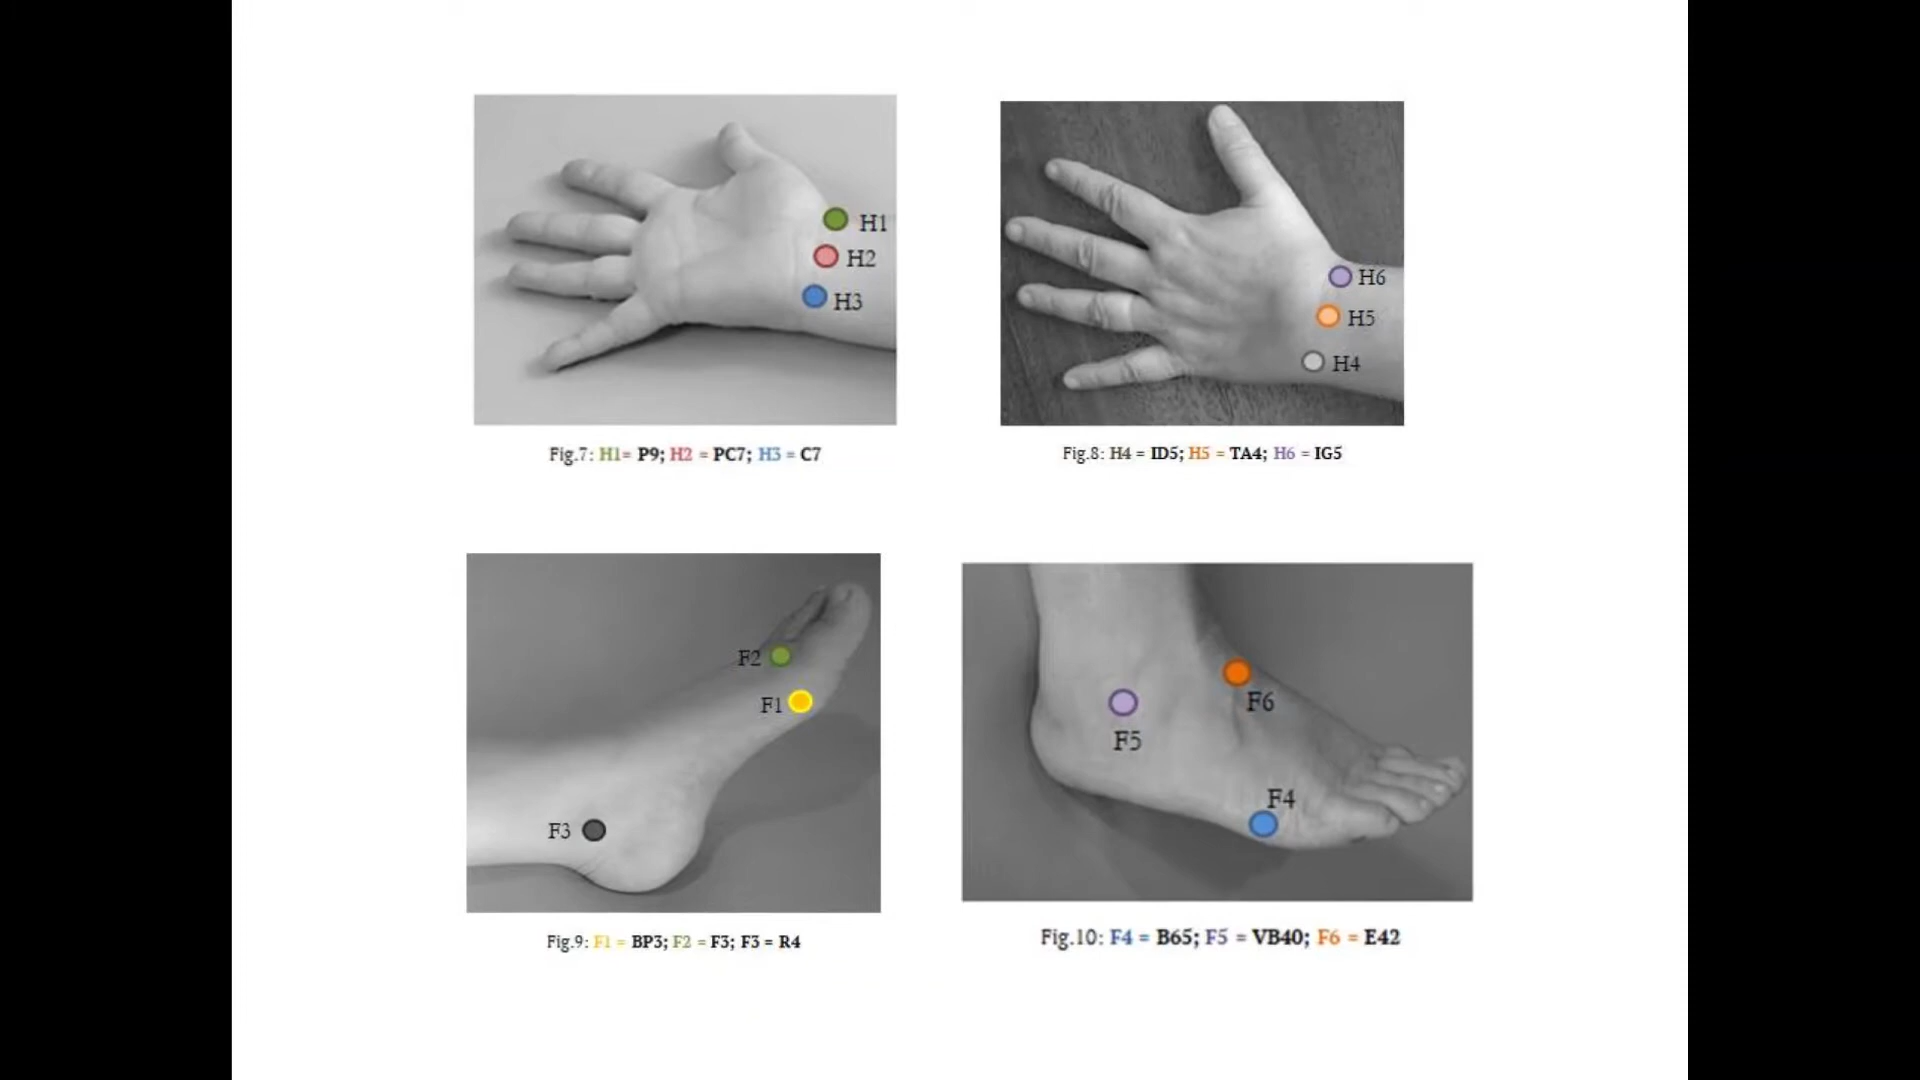 H1
H2
H3
Fig.7: H1= P9; H2 = PC7; H3 = C7
H6
H5
H4
Fig.8: H4 = ID5; H5 = TA4; H6 = IG5
F2
F1
F3
Fig.9: F1 = BP3; F2 = F3; F3 = R4
F6
F5
F4
Fig.10: F4 = B65; F5 = VB40; F6 = E42